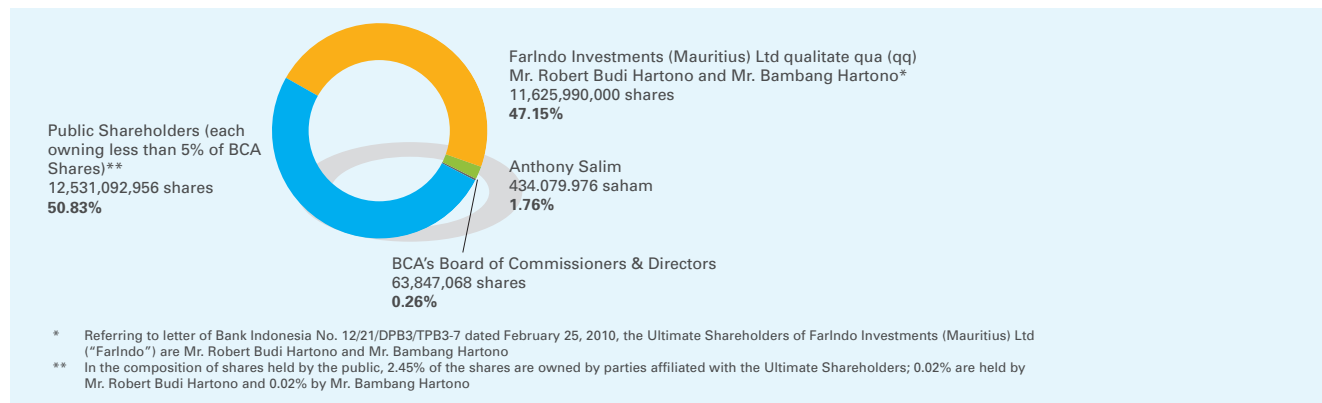 FarIndo Investments (Mauritius) Ltd qualitate qua (qq)
Mr. Robert Budi Hartono and Mr. Bambang Hartono*
11,625,990,000 shares
47.15%
Public Shareholders (each
owning less than 5% of BCA
Shares)**
12,531,092,956 shares
50.83%
Anthony Salim
434.079.976 saham
1.76%
BCA's Board of Commissioners & Directors
63,847,068 shares
0.26%
* Referring to letter of Bank Indonesia No. 12/21/DPB3/TPB3-7 dated February 25, 2010, the Ultimate Shareholders of FarIndo Investments (Mauritius) Ltd
(“FarIndo”) are Mr. Robert Budi Hartono and Mr. Bambang Hartono
** In the composition of shares held by the public, 2.45% of the shares are owned by parties affiliated with the Ultimate Shareholders; 0.02% are held by
Mr. Robert Budi Hartono and 0.02% by Mr. Bambang Hartono